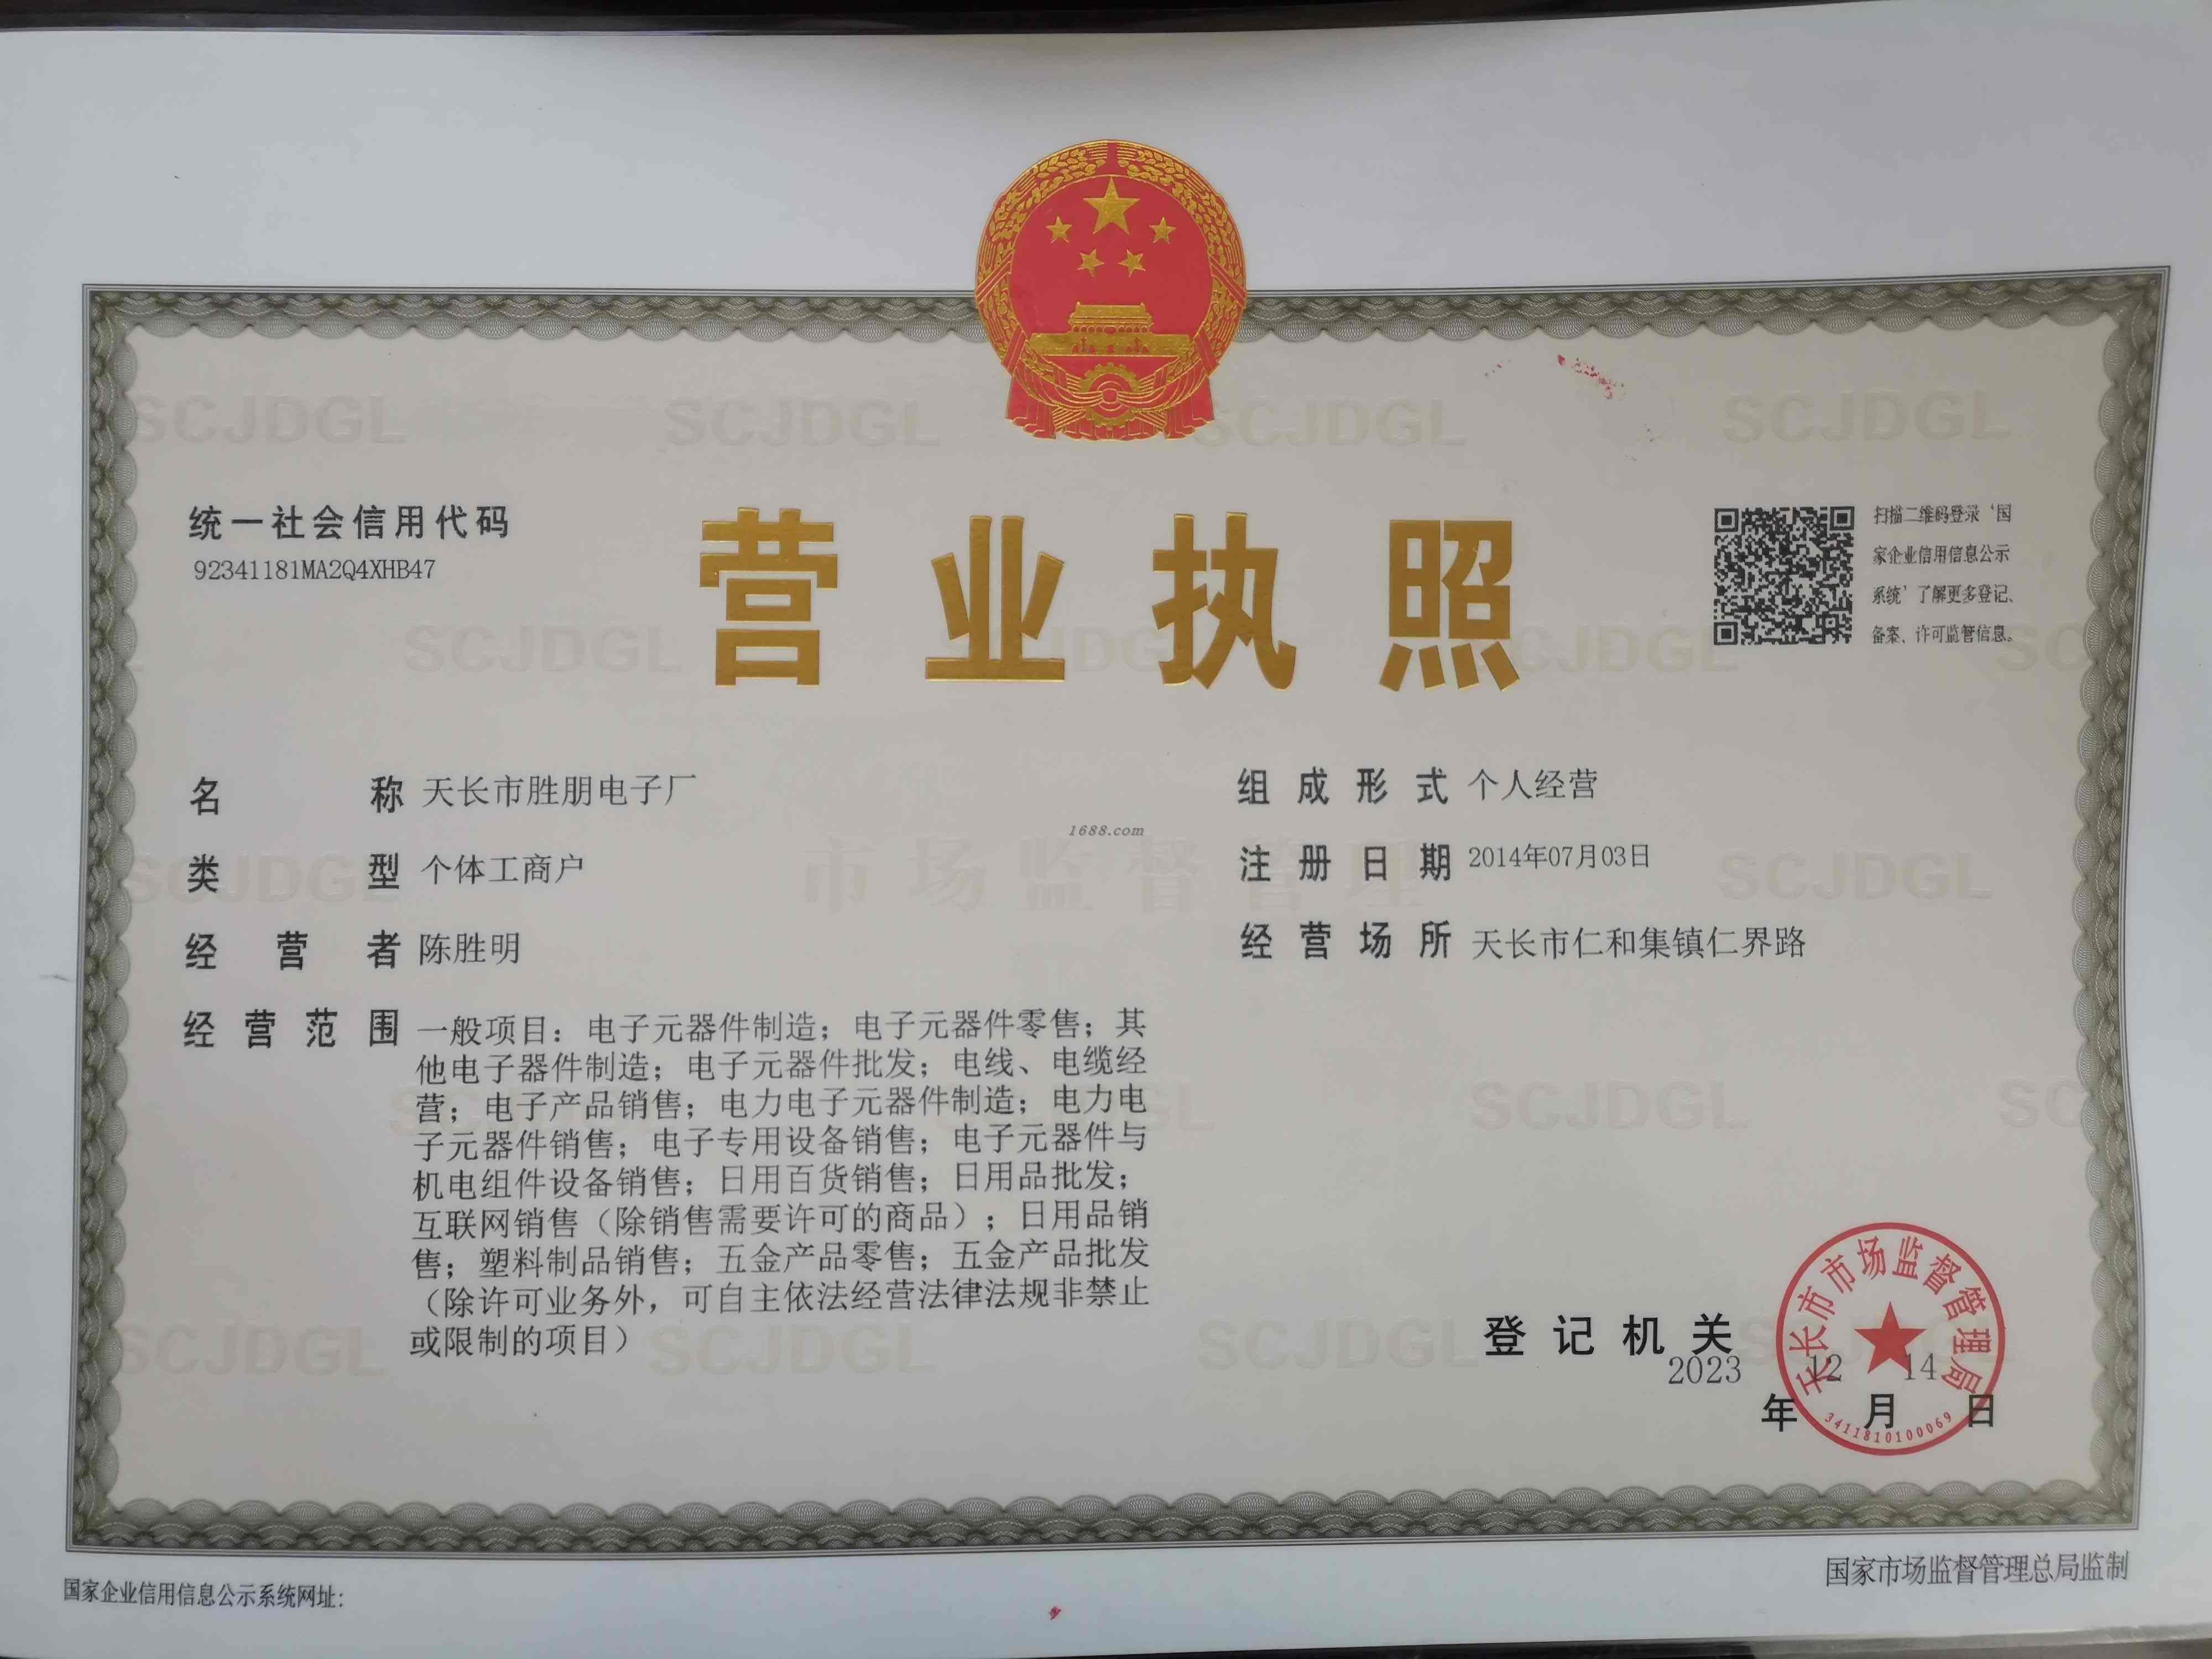 统一社会信用代码
92341181MA2Q4XHB47
营业执照
扫描二维码登录‘国
家企业信用信息公示
系统’了解更多登记、
备案、许可监管信息。
名称 天长市胜朋电子厂
类型 个体工商户
经营者 陈胜明
经营范围 一般项目：电子元器件制造；电子元器件零售；其
他电子器件制造；电子元器件批发；电线、电缆经
营；电子产品销售；电力电子元器件制造；电力电
子元器件销售；电子专用设备销售；电子元器件与
机电组件设备销售；日用百货销售；日用品批发；
互联网销售（除销售需要许可的商品）；日用品销
售；塑料制品销售；五金产品零售；五金产品批发
（除许可业务外，可自主依法经营法律法规非禁止
或限制的项目）
组成形式 个人经营
注册日期 2014年07月03日
经营场所 天长市仁和集镇仁界路
1688.com
市场监督管理
SCJDGL SCJDGL SCJDGL SCJDGL
登记机关
2023 12 14
年 月 日
天长市市场监督管理局
3411810100069
国家企业信用信息公示系统网址：
国家市场监督管理总局监制